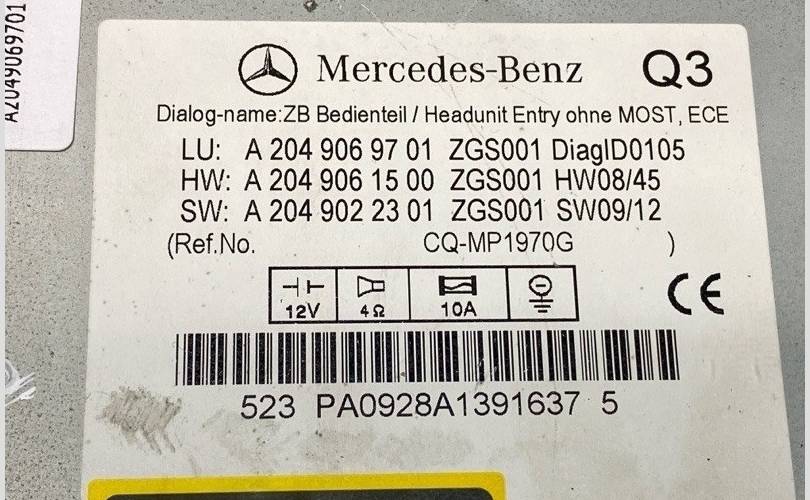 A2049069701
Mercedes-Benz Q3
Dialog-name:ZB Bedienteil / Headunit Entry ohne MOST, ECE
LU: A 204 906 97 01 ZGS001 DiagID0105
HW: A 204 906 15 00 ZGS001 HW08/45
SW: A 204 902 23 01 ZGS001 SW09/12
(Ref.No. CQ-MP1970G )
12V 4Ω 10A
CE
523 PA0928A1391637 5